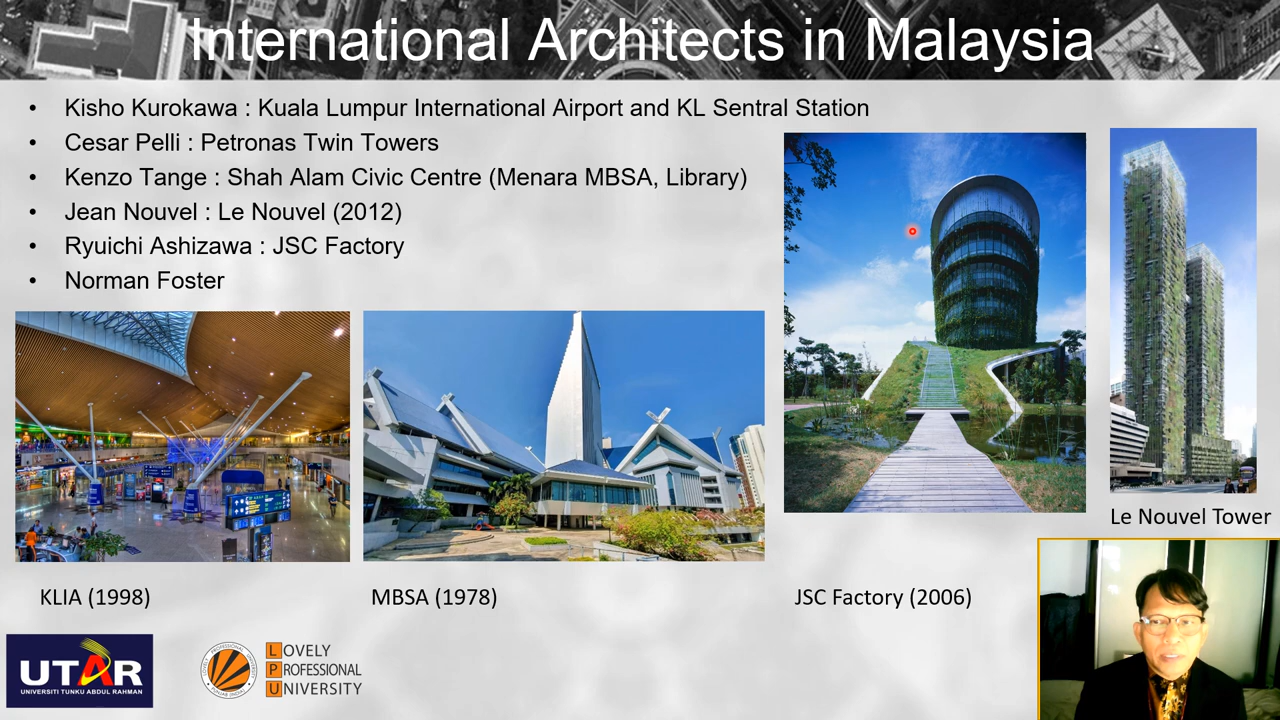 International Architects in Malaysia
• Kisho Kurokawa : Kuala Lumpur International Airport and KL Sentral Station
• Cesar Pelli : Petronas Twin Towers
• Kenzo Tange : Shah Alam Civic Centre (Menara MBSA, Library)
• Jean Nouvel : Le Nouvel (2012)
• Ryuichi Ashizawa : JSC Factory
• Norman Foster
Le Nouvel Tower
KLIA (1998)
MBSA (1978)
JSC Factory (2006)
UTAR
UNIVERSITI TUNKU ABDUL RAHMAN
LOVELY
PROFESSIONAL
UNIVERSITY